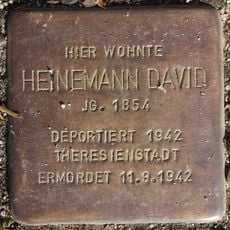 HIER WOHNTE
HEINEMANN DAVID
JG. 1854
DEPORTIERT 1942
THERESIENSTADT
ERMORDET 11.9.1942